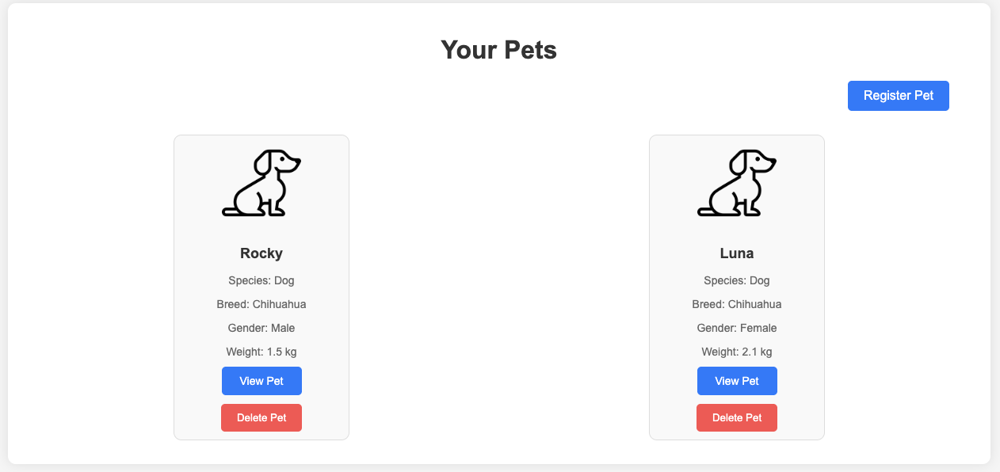 Your Pets
Register Pet
Rocky
Species: Dog
Breed: Chihuahua
Gender: Male
Weight: 1.5 kg
View Pet
Delete Pet
Luna
Species: Dog
Breed: Chihuahua
Gender: Female
Weight: 2.1 kg
View Pet
Delete Pet